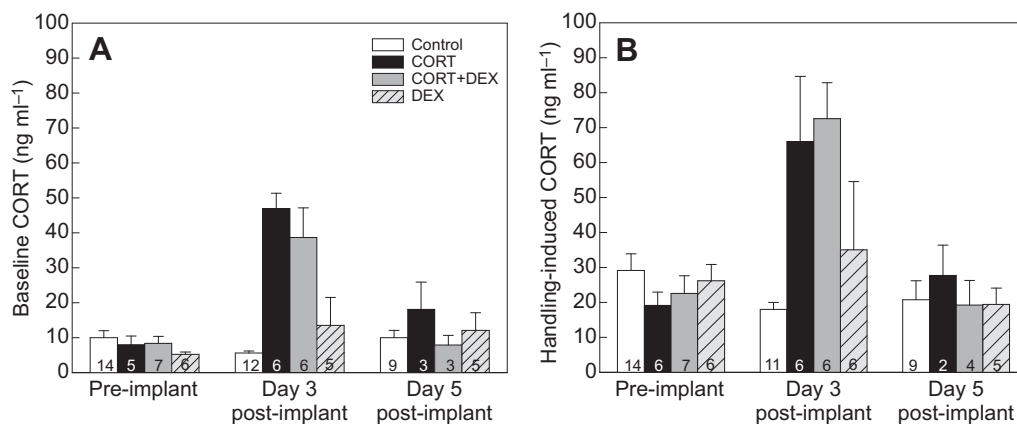 A
Baseline CORT (ng ml⁻¹)
100
90
80
70
60
50
40
30
20
10
0
Control
CORT
CORT+DEX
DEX
14 5 7 6
12 6 6 5
9 3 3 5
Pre-implant
Day 3
post-implant
Day 5
post-implant
B
Handling-induced CORT (ng ml⁻¹)
100
90
80
70
60
50
40
30
20
10
0
14 6 7 6
11 6 6 6
9 2 4 5
Pre-implant
Day 3
post-implant
Day 5
post-implant